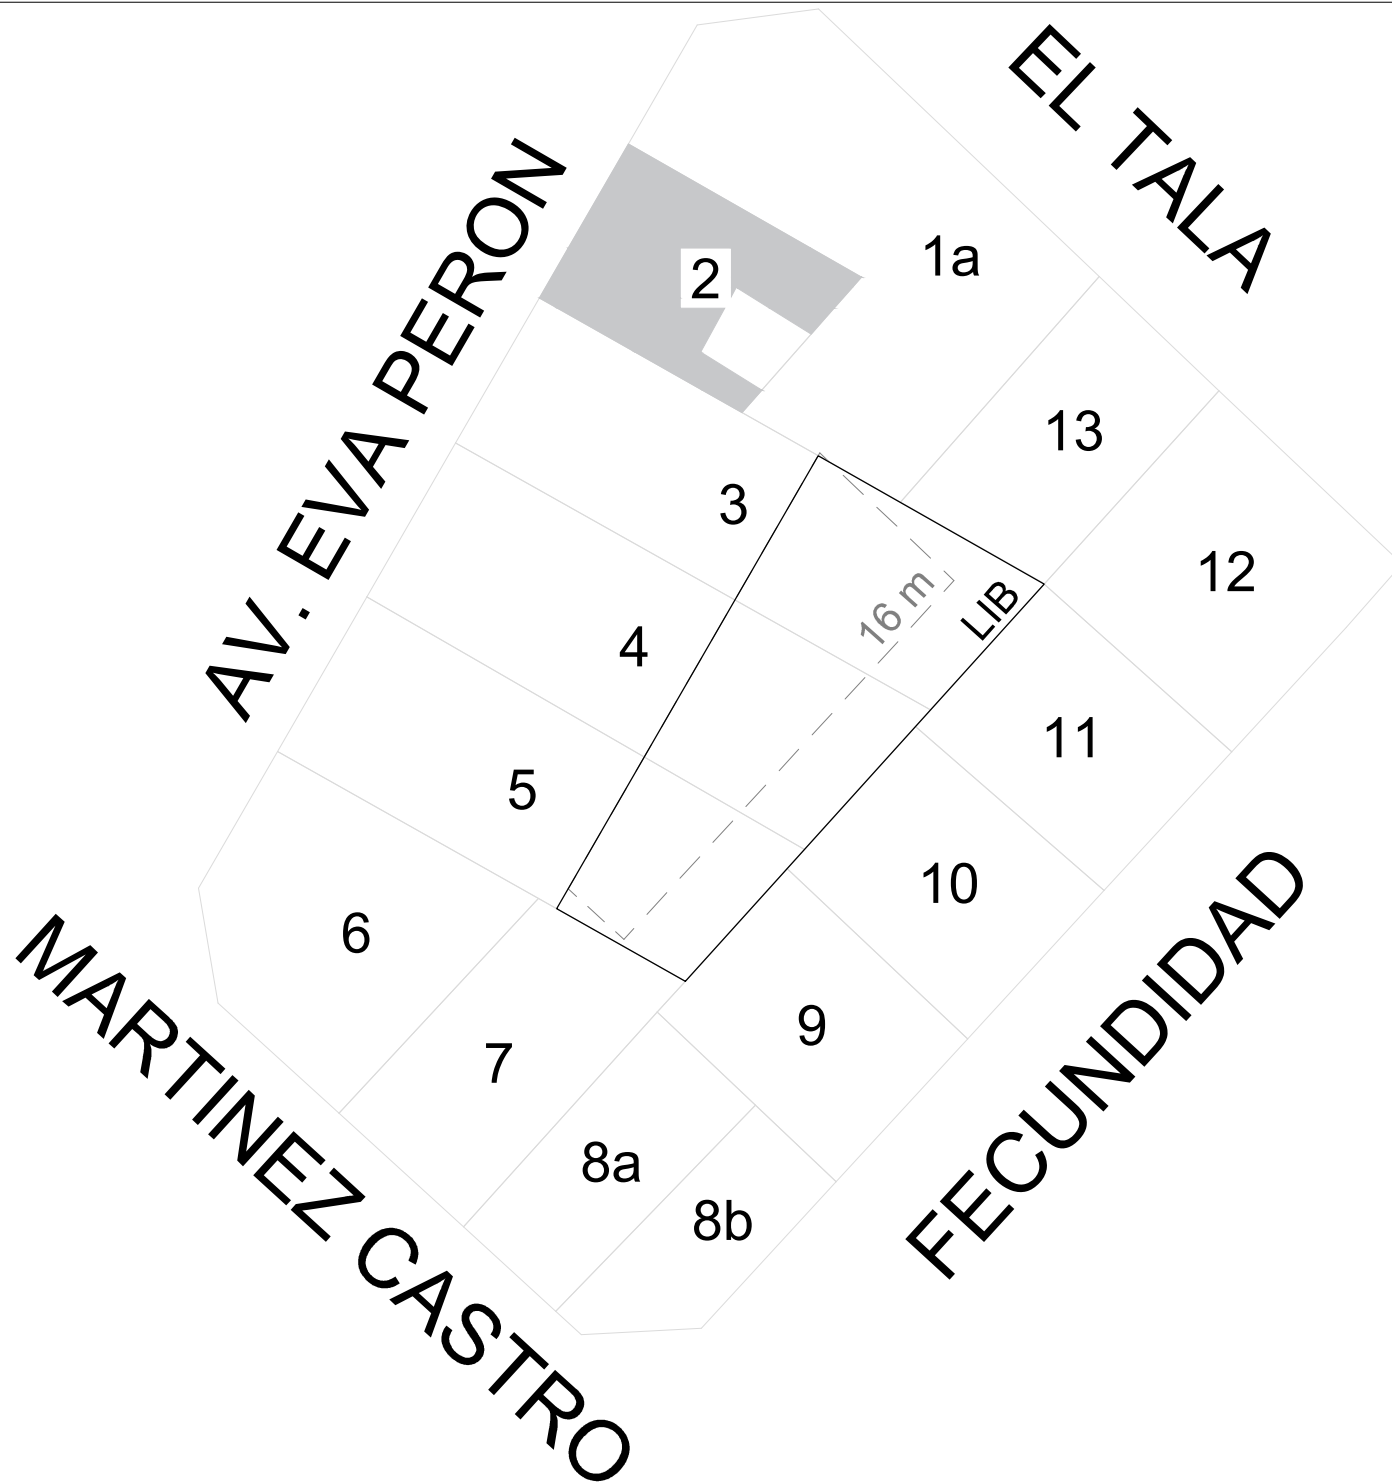 EL TALA
AV. EVA PERON
1a
2
13
3
12
16 m
LIB
4
11
5
10
6
9
7
8a
8b
MARTINEZ CASTRO
FECUNDIDAD